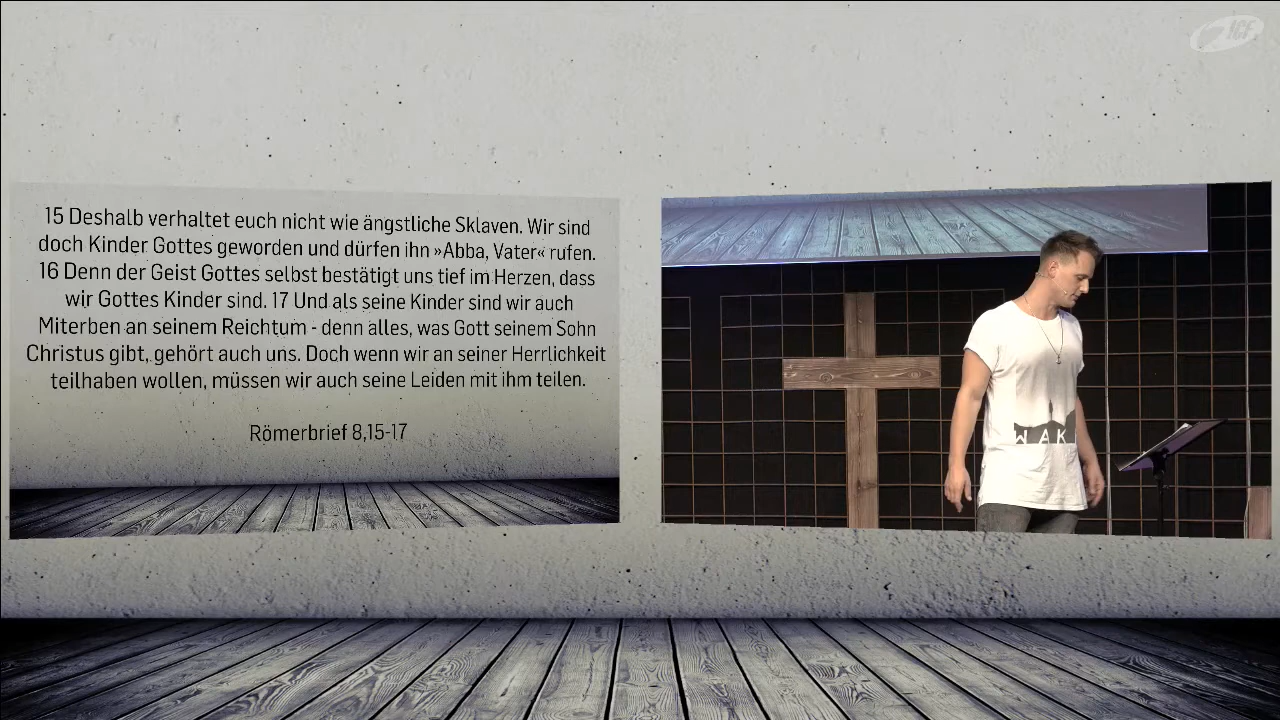 15 Deshalb verhaltet euch nicht wie ängstliche Sklaven. Wir sind
doch Kinder Gottes geworden und dürfen ihn »Abba, Vater« rufen.
16 Denn der Geist Gottes selbst bestätigt uns tief im Herzen, dass
wir Gottes Kinder sind. 17 Und als seine Kinder sind wir auch
Miterben an seinem Reichtum - denn alles, was Gott seinem Sohn
Christus gibt, gehört auch uns. Doch wenn wir an seiner Herrlichkeit
teilhaben wollen, müssen wir auch seine Leiden mit ihm teilen.
Römerbrief 8,15-17
ICF
WAK